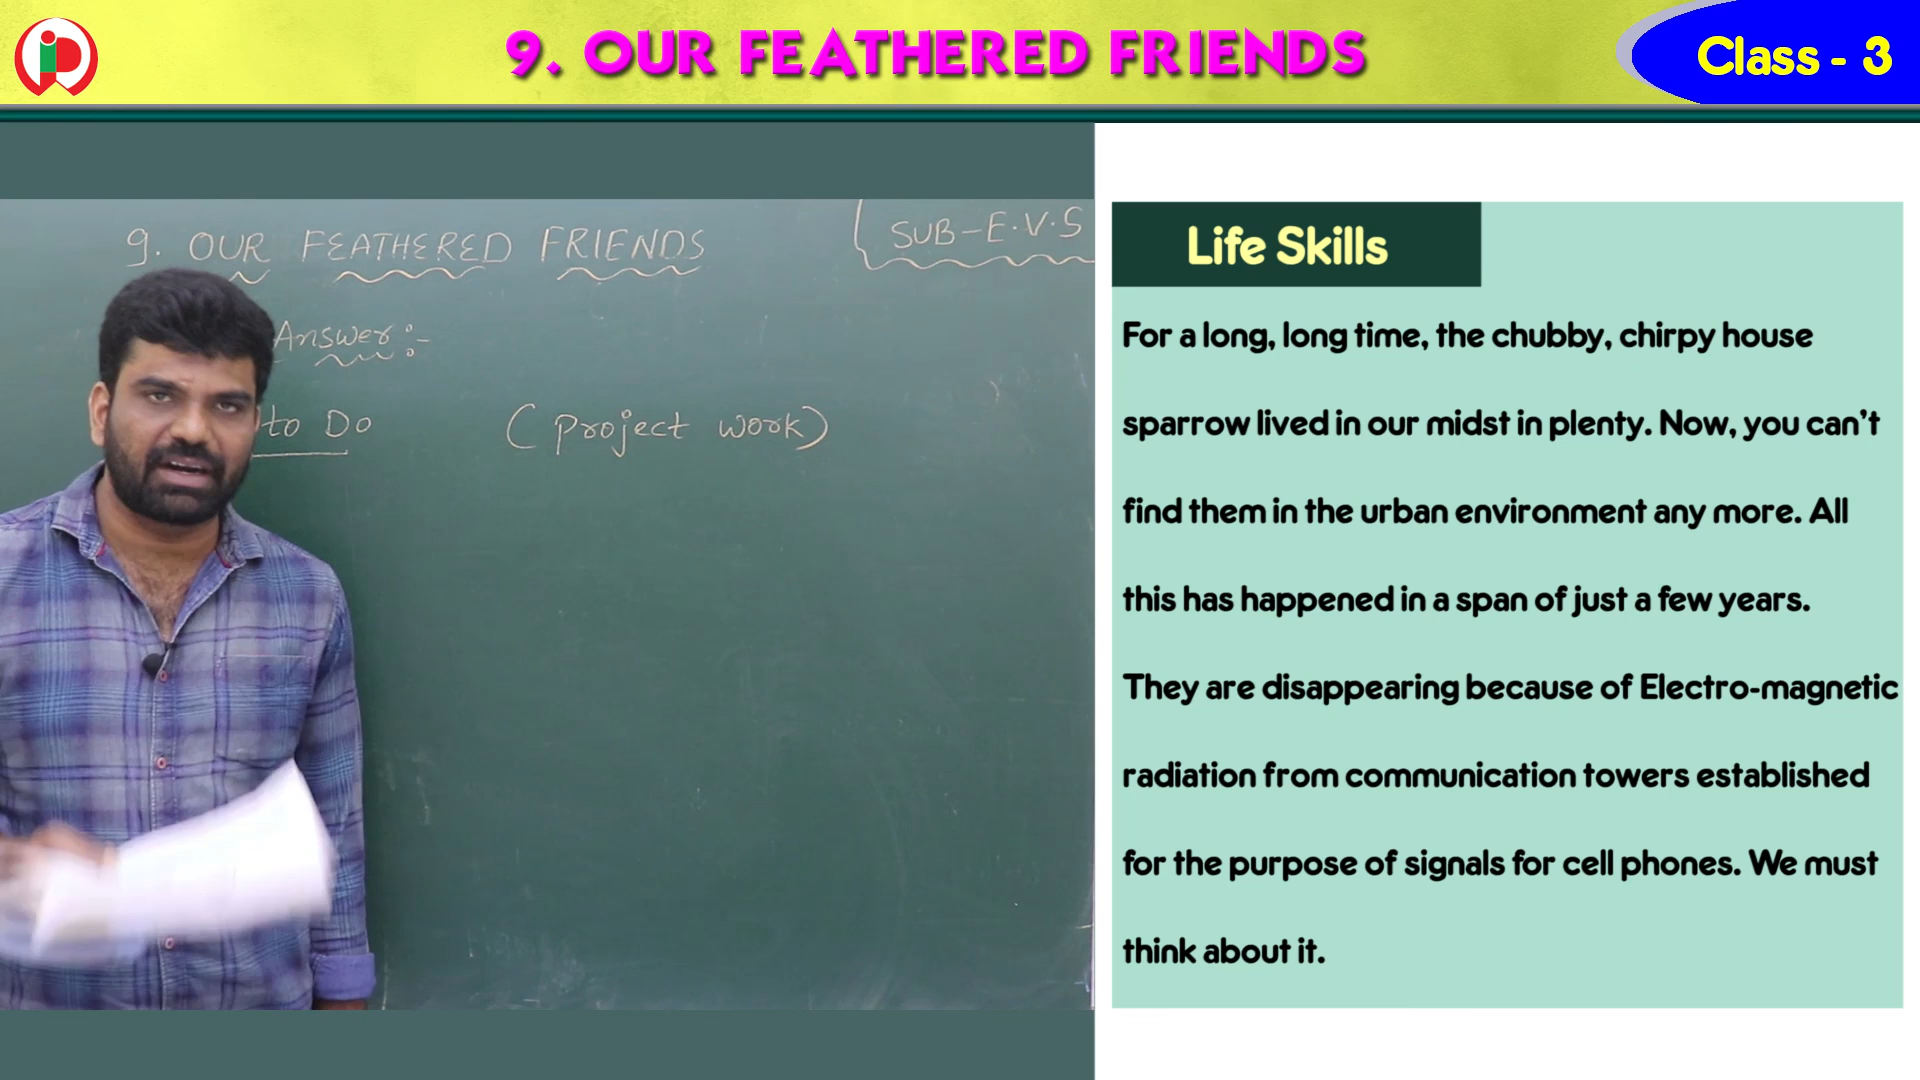 9. OUR FEATHERED FRIENDS
Class - 3
9. OUR FEATHERED FRIENDS
SUB-E.V.S
Answer:-
to Do (Project work)
Life Skills
For a long, long time, the chubby, chirpy house
sparrow lived in our midst in plenty. Now, you can't
find them in the urban environment any more. All
this has happened in a span of just a few years.
They are disappearing because of Electro-magnetic
radiation from communication towers established
for the purpose of signals for cell phones. We must
think about it.